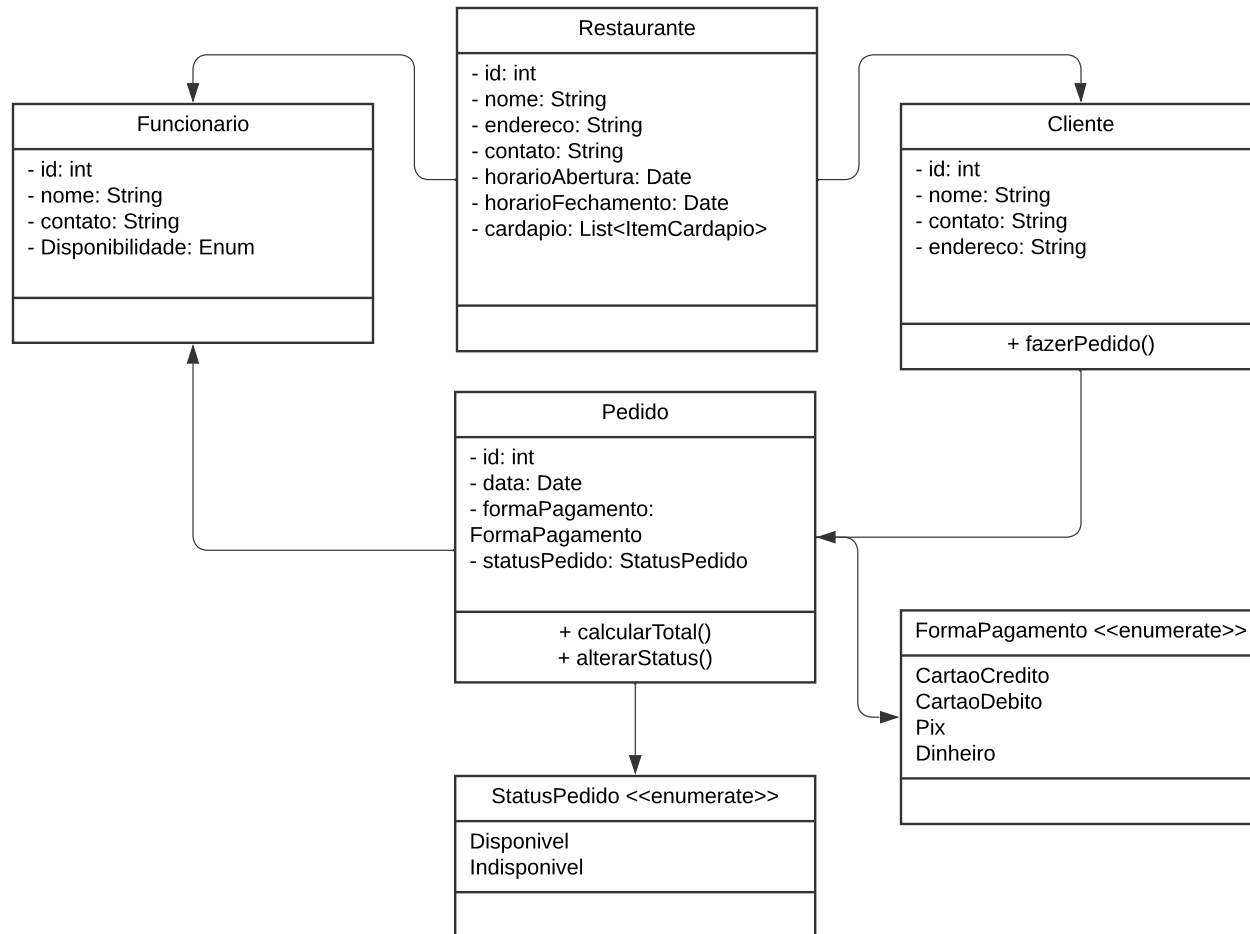 Restaurante
- id: int
- nome: String
- endereco: String
- contato: String
- horarioAbertura: Date
- horarioFechamento: Date
- cardapio: List<ItemCardapio>
Funcionario
- id: int
- nome: String
- contato: String
- Disponibilidade: Enum
Cliente
- id: int
- nome: String
- contato: String
- endereco: String
+ fazerPedido()
Pedido
- id: int
- data: Date
- formaPagamento:
FormaPagamento
- statusPedido: StatusPedido
+ calcularTotal()
+ alterarStatus()
FormaPagamento <<enumerate>>
CartaoCredito
CartaoDebito
Pix
Dinheiro
StatusPedido <<enumerate>>
Disponivel
Indisponivel